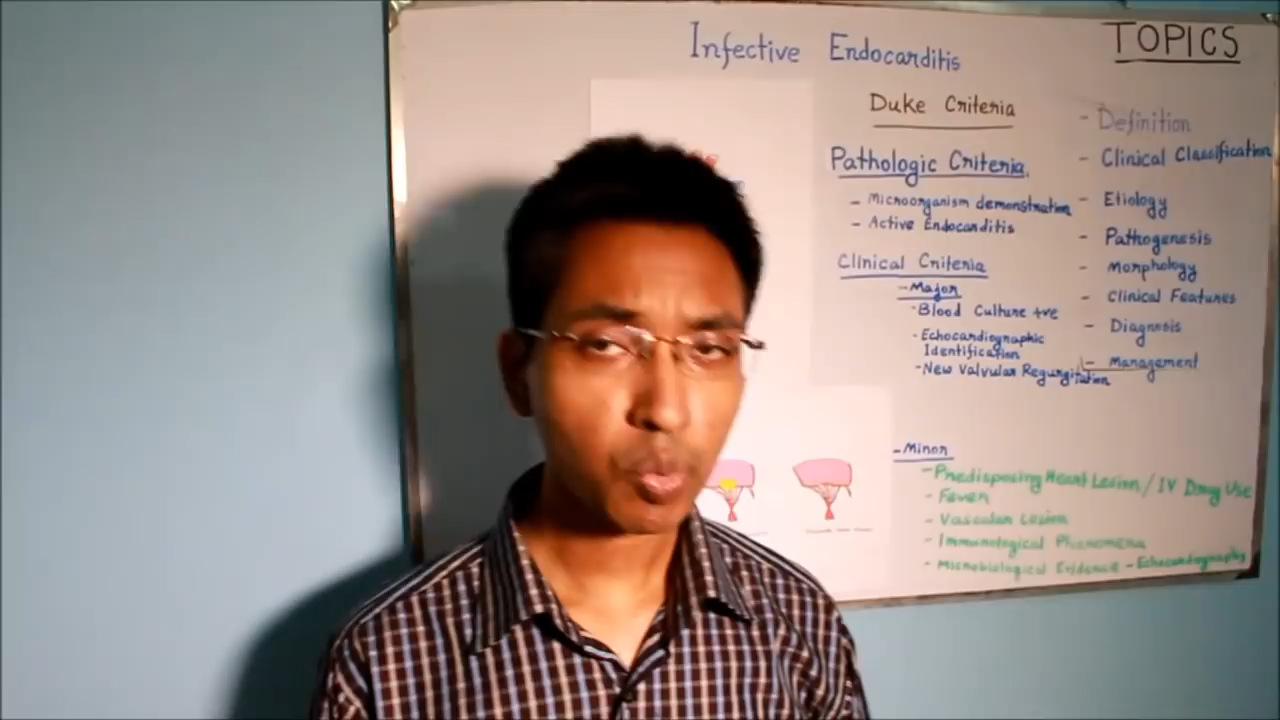 Infective Endocarditis
Duke Criteria
Pathologic Criteria.
- Microorganism demonstration
- Active Endocarditis
Clinical Criteria
- Major
- Blood Culture +ve
- Echocardiographic
Identification
- New Valvular Regurgitation
- Minor
- Predisposing Heart Lesion / IV Drug Use
- Fever
- Vascular Lesion
- Immunological Phenomena
- Microbiological Evidence - Echocardiography
TOPICS
- Definition
- Clinical Classification
- Etiology
- Pathogenesis
- Morphology
- Clinical Features
- Diagnosis
- Management